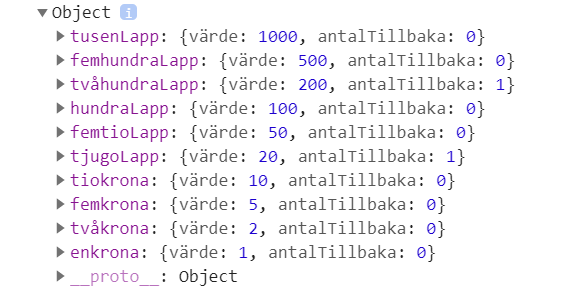 Object i
tusenLapp: {värde: 1000, antalTillbaka: 0}
femhundraLapp: {värde: 500, antalTillbaka: 0}
tvåhundraLapp: {värde: 200, antalTillbaka: 1}
hundraLapp: {värde: 100, antalTillbaka: 0}
femtioLapp: {värde: 50, antalTillbaka: 0}
tjugoLapp: {värde: 20, antalTillbaka: 1}
tiokrona: {värde: 10, antalTillbaka: 0}
femkrona: {värde: 5, antalTillbaka: 0}
tvåkrona: {värde: 2, antalTillbaka: 0}
enkrona: {värde: 1, antalTillbaka: 0}
__proto__: Object